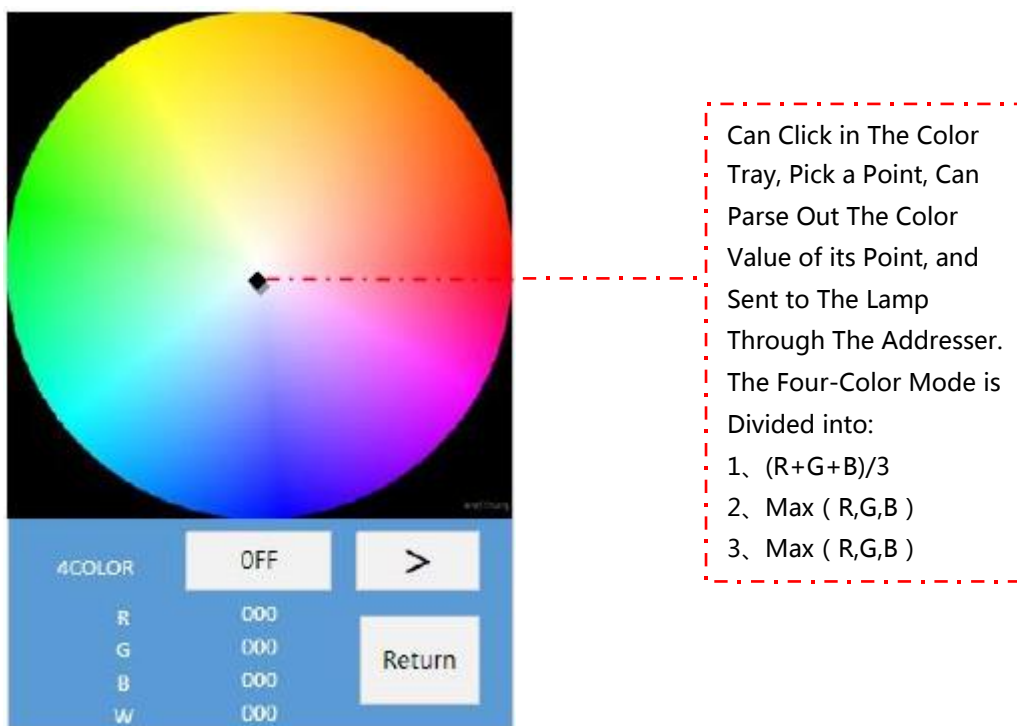 Can Click in The Color
Tray, Pick a Point, Can
Parse Out The Color
Value of its Point, and
Sent to The Lamp
Through The Addresser.
The Four-Color Mode is
Divided into:
1、(R+G+B)/3
2、Max ( R,G,B )
3、Max ( R,G,B )
4COLOR OFF >
R 000
G 000
B 000
W 000
Return